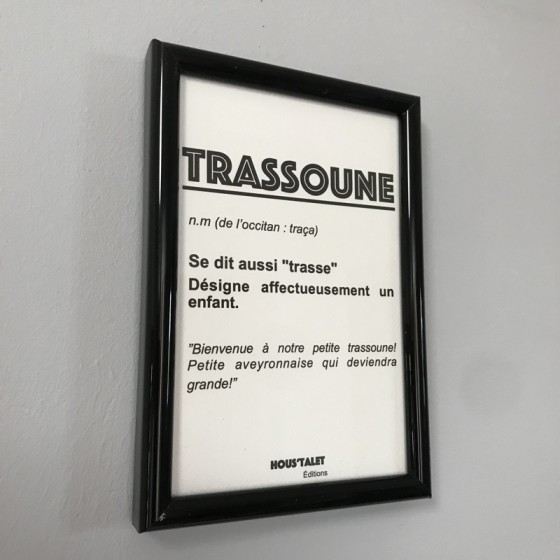 TRASSOUNE
n.m (de l'occitan : traça)
Se dit aussi "trasse"
Désigne affectueusement un
enfant.
"Bienvenue à notre petite trassoune!
Petite aveyronnaise qui deviendra
grande!"
HOUS'TALET
Éditions